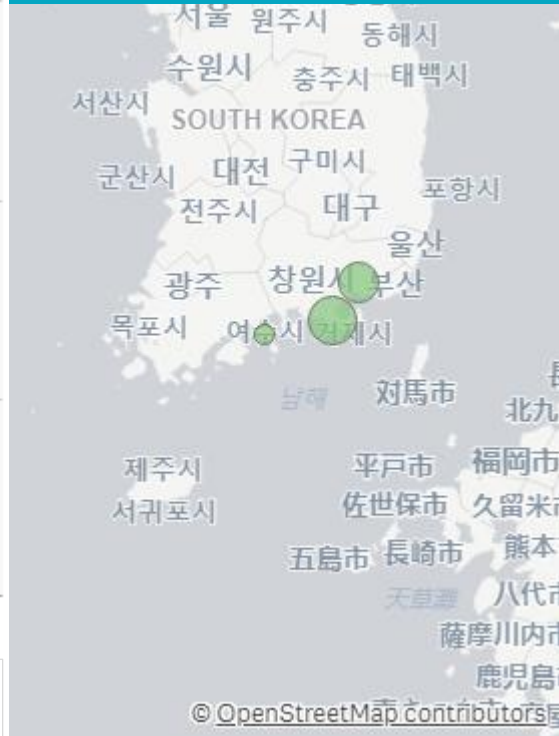 서울 원주시
동해시
수원시 충주시 태백시
서산시
SOUTH KOREA
군산시 대전 구미시
포항시
전주시 대구
울산
광주 창원시 부산
목포시 여수시 거제시
남해
対馬市
北九
平戸市 福岡市
제주시
佐世保市 久留米市
서귀포시
五島市 長崎市 熊本
天草灘 八代市
薩摩川内市
鹿児島
© OpenStreetMap contributors